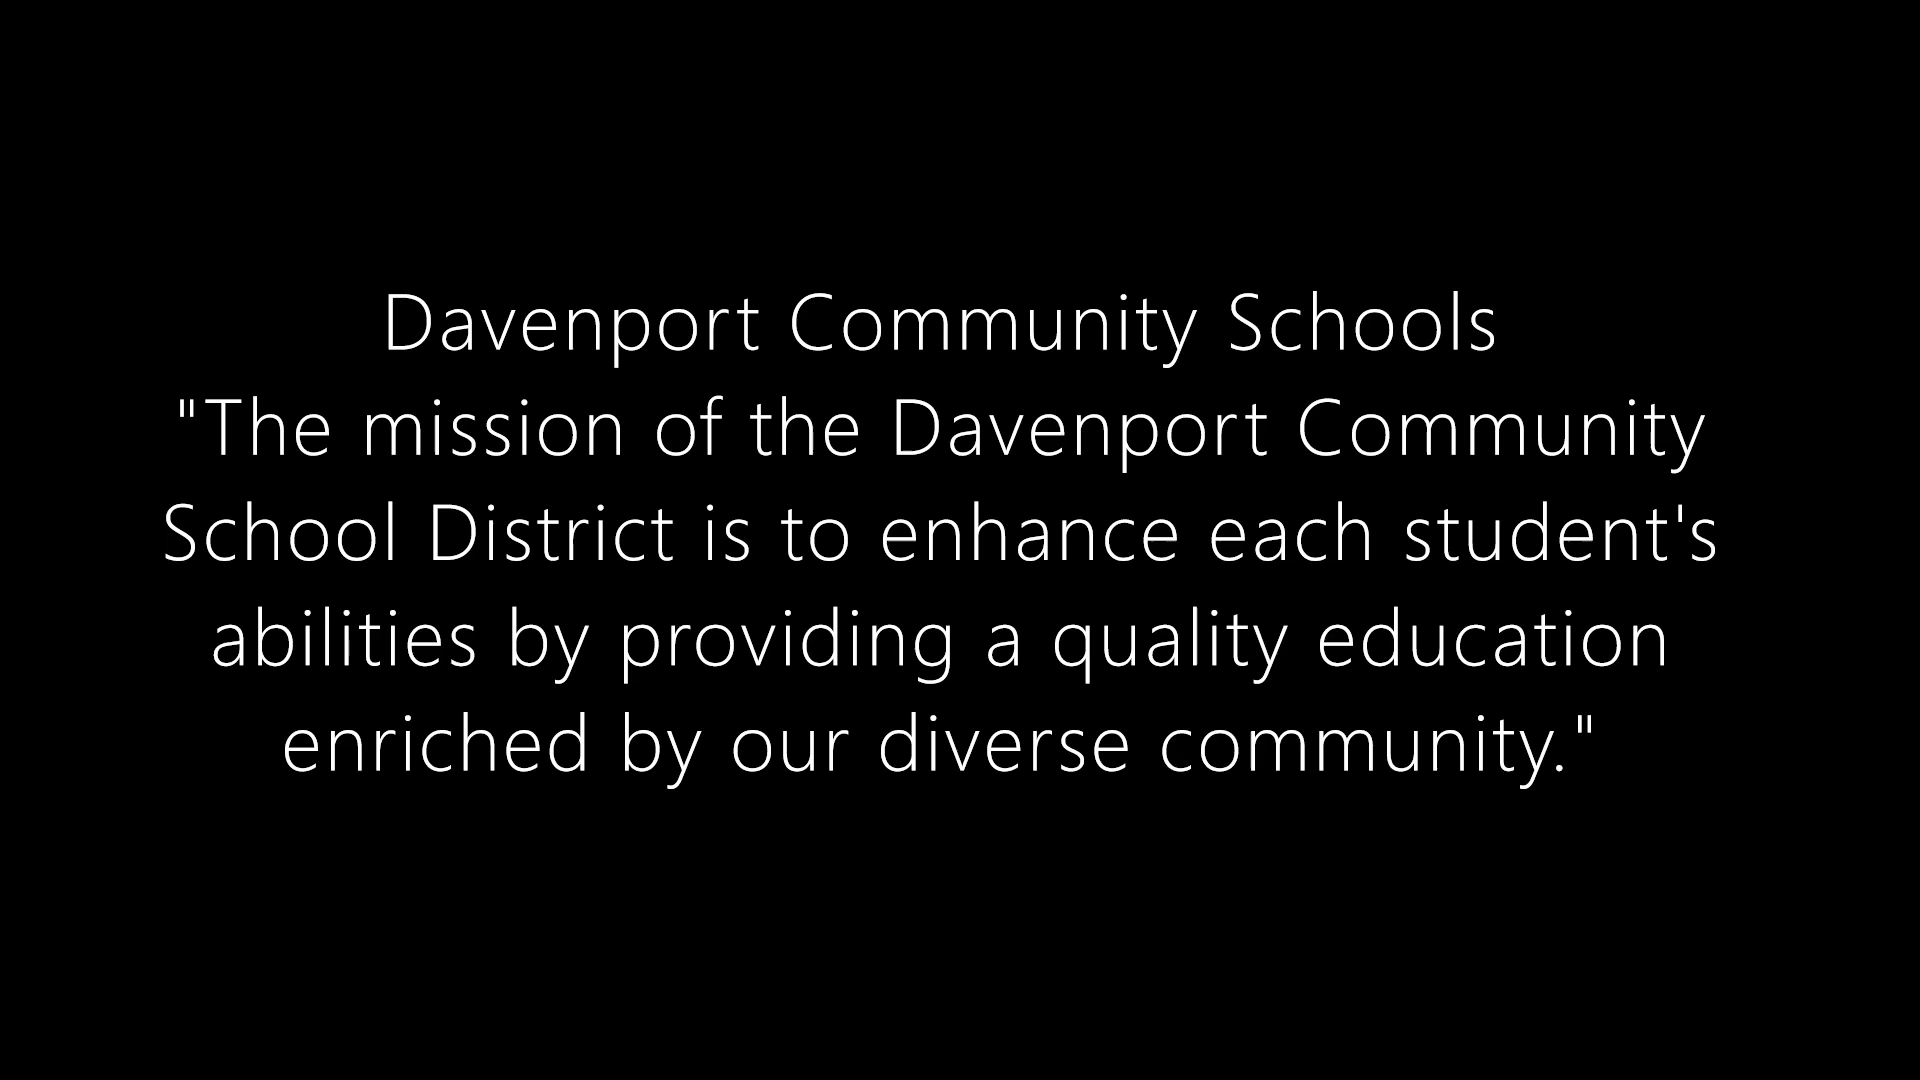 Davenport Community Schools
"The mission of the Davenport Community
School District is to enhance each student's
abilities by providing a quality education
enriched by our diverse community."